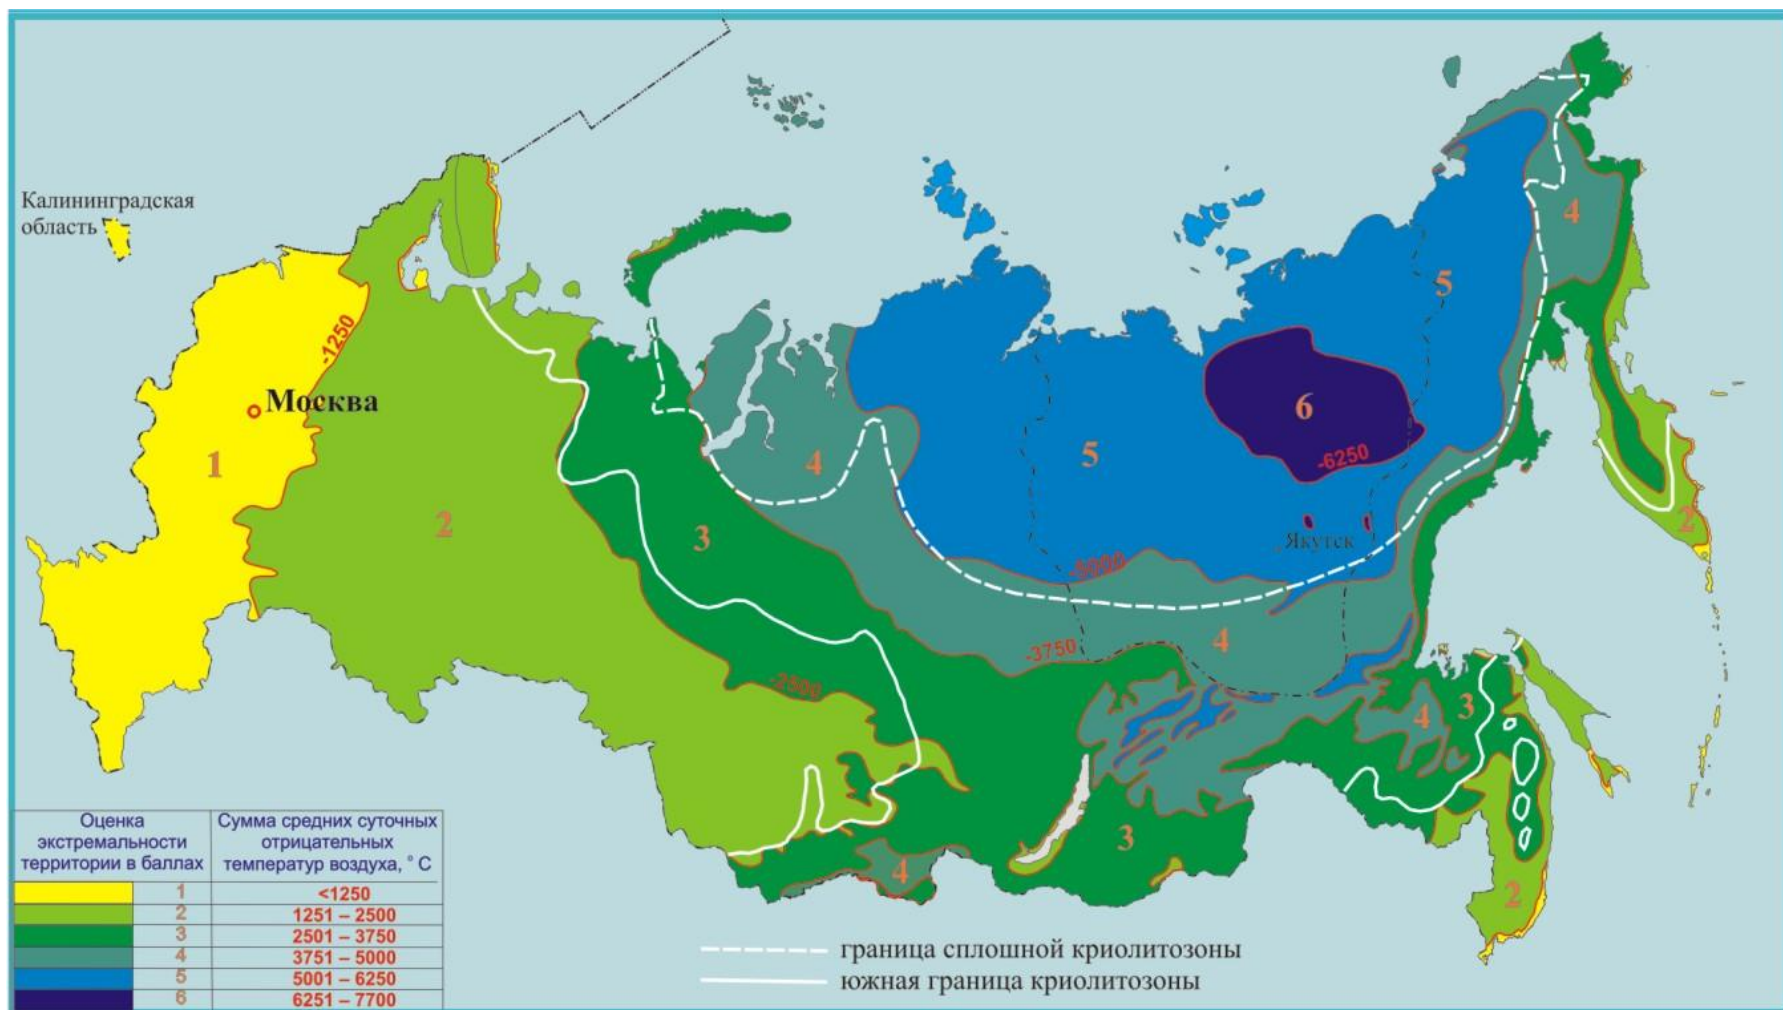 Калининградская
область
-1250
Москва
1
2
3
4
5
6
-6250
5
4
2
Якутск
-5000
-3750
4
-2500
3
4
3
4
2
Оценка
экстремальности
территории в баллах
Сумма средних суточных
отрицательных
температур воздуха, ° С
1 <1250
2 1251 – 2500
3 2501 – 3750
4 3751 – 5000
5 5001 – 6250
6 6251 – 7700
граница сплошной криолитозоны
южная граница криолитозоны